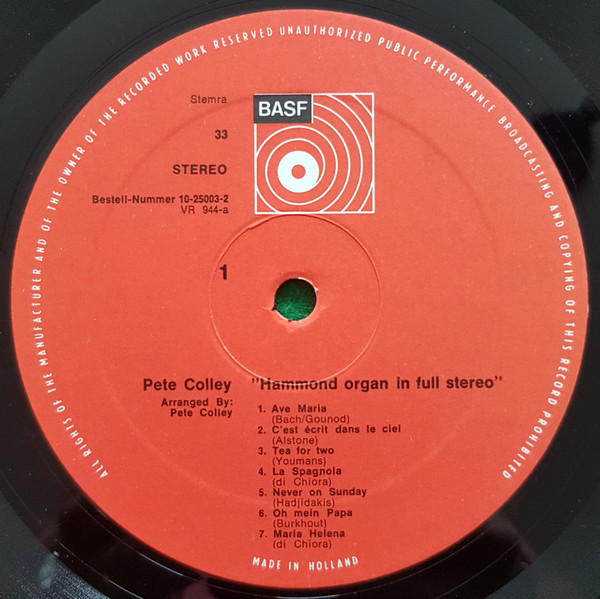 ALL RIGHTS OF THE MANUFACTURER AND OF THE OWNER OF THE RECORDED WORK RESERVED UNAUTHORIZED PUBLIC PERFORMANCE BROADCASTING AND COPYING OF THIS RECORD PROHIBITED
Stemra
BASF
33
STEREO
Bestell-Nummer 10-25003-2
VR 944-a
1
Pete Colley "Hammond organ in full stereo"
Arranged By:
Pete Colley
1. Ave Maria
(Bach/Gounod)
2. C'est écrit dans le ciel
(Alstone)
3. Tea for two
(Youmans)
4. La Spagnola
(di Chiora)
5. Never on Sunday
(Hadjidakis)
6. Oh mein Papa
(Burkhout)
7. Maria Helena
(di Chiora)
MADE IN HOLLAND